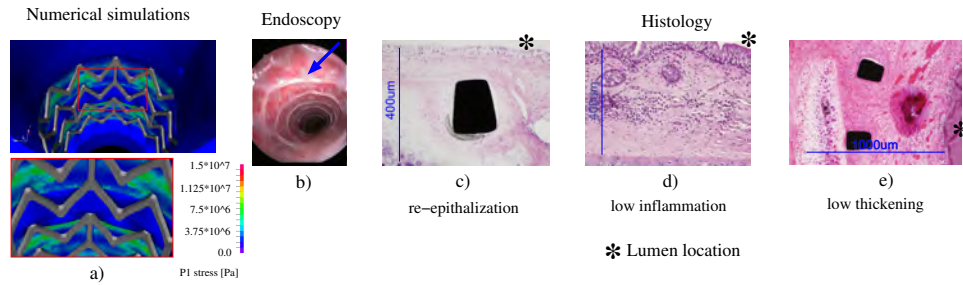 Numerical simulations
Endoscopy
Histology
*
*
400um
400um
1000um
*
1.5*10^7
1.125*10^7
7.5*10^6
3.75*10^6
0.0
P1 stress [Pa]
a)
b)
c)
d)
e)
re-epithalization
low inflammation
low thickening
* Lumen location